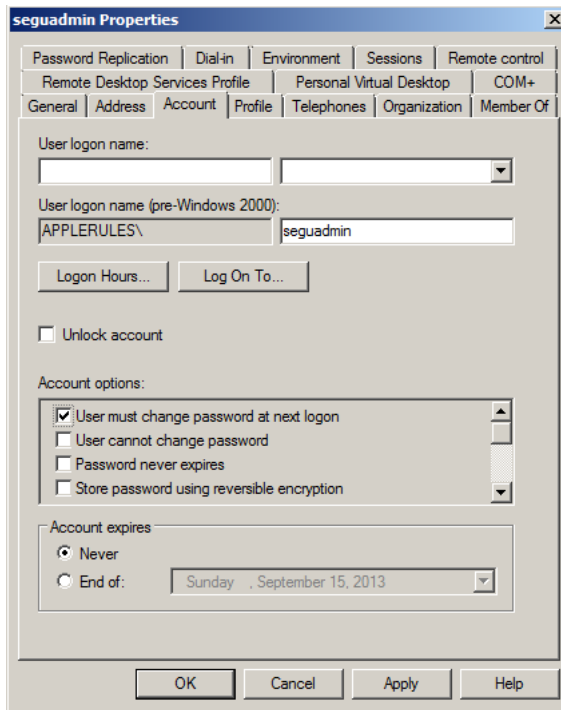 seguadmin Properties
Password Replication Dial-in Environment Sessions Remote control
Remote Desktop Services Profile Personal Virtual Desktop COM+
General Address Account Profile Telephones Organization Member Of
User logon name:
User logon name (pre-Windows 2000):
APPLERULES\ seguadmin
Logon Hours... Log On To...
Unlock account
Account options:
User must change password at next logon
User cannot change password
Password never expires
Store password using reversible encryption
Account expires
Never
End of: Sunday , September 15, 2013
OK Cancel Apply Help